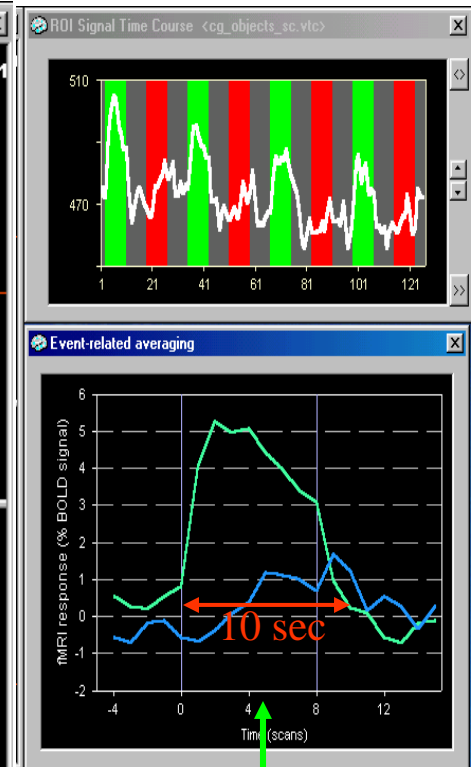 ROI Signal Time Course <cg_objects_sc.vtc>
510
470
1 21 41 61 81 101 121
Event-related averaging
fMRI response (% BOLD signal)
6
5
4
3
2
1
0
-1
-2
10 sec
-4 0 4 8 12
Time (scans)